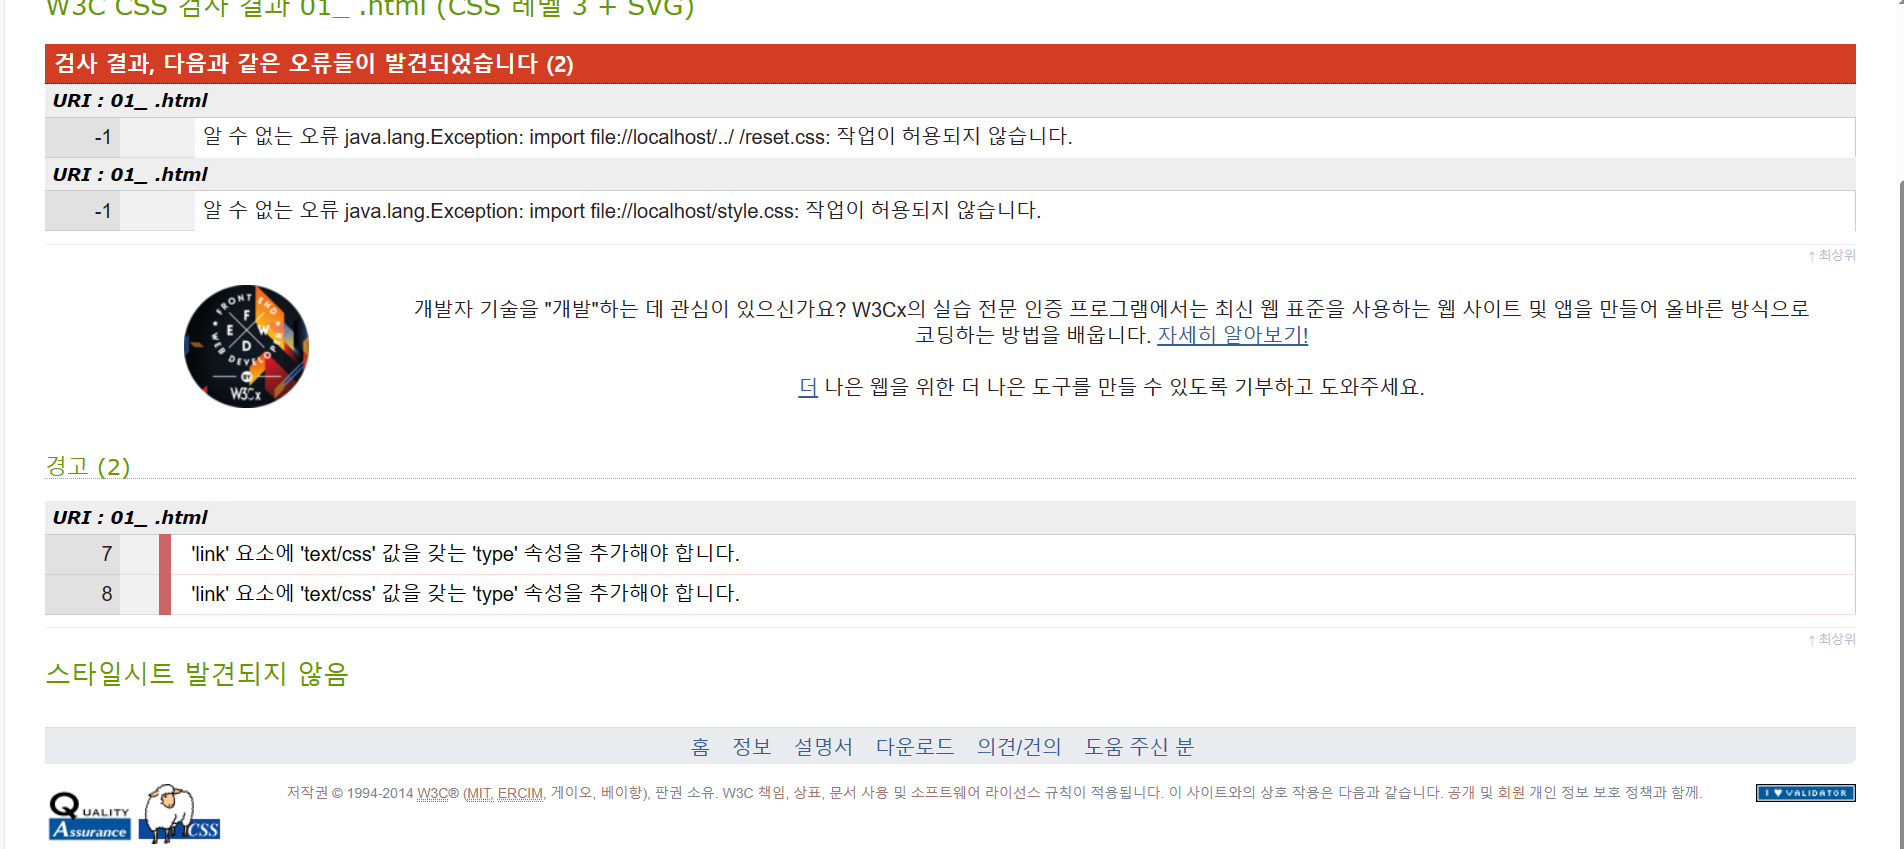 W3C CSS 검사 결과 01_ .html (CSS 레벨 3 + SVG)
검사 결과, 다음과 같은 오류들이 발견되었습니다 (2)
URI : 01_ .html
-1 알 수 없는 오류 java.lang.Exception: import file://localhost/../ /reset.css: 작업이 허용되지 않습니다.
URI : 01_ .html
-1 알 수 없는 오류 java.lang.Exception: import file://localhost/style.css: 작업이 허용되지 않습니다.
↑ 최상위
FRONT END
F E W D
WEB DEVELOPER
BY
W3Cx
개발자 기술을 "개발"하는 데 관심이 있으신가요? W3Cx의 실습 전문 인증 프로그램에서는 최신 웹 표준을 사용하는 웹 사이트 및 앱을 만들어 올바른 방식으로
코딩하는 방법을 배웁니다. 자세히 알아보기!
더 나은 웹을 위한 더 나은 도구를 만들 수 있도록 기부하고 도와주세요.
경고 (2)
URI : 01_ .html
7 'link' 요소에 'text/css' 값을 갖는 'type' 속성을 추가해야 합니다.
8 'link' 요소에 'text/css' 값을 갖는 'type' 속성을 추가해야 합니다.
↑ 최상위
스타일시트 발견되지 않음
홈 정보 설명서 다운로드 의견/건의 도움 주신 분
QUALITY
Assurance
CSS
저작권 © 1994-2014 W3C® (MIT, ERCIM, 게이오, 베이항), 판권 소유. W3C 책임, 상표, 문서 사용 및 소프트웨어 라이선스 규칙이 적용됩니다. 이 사이트와의 상호 작용은 다음과 같습니다. 공개 및 회원 개인 정보 보호 정책과 함께.
I ♥ VALIDATOR